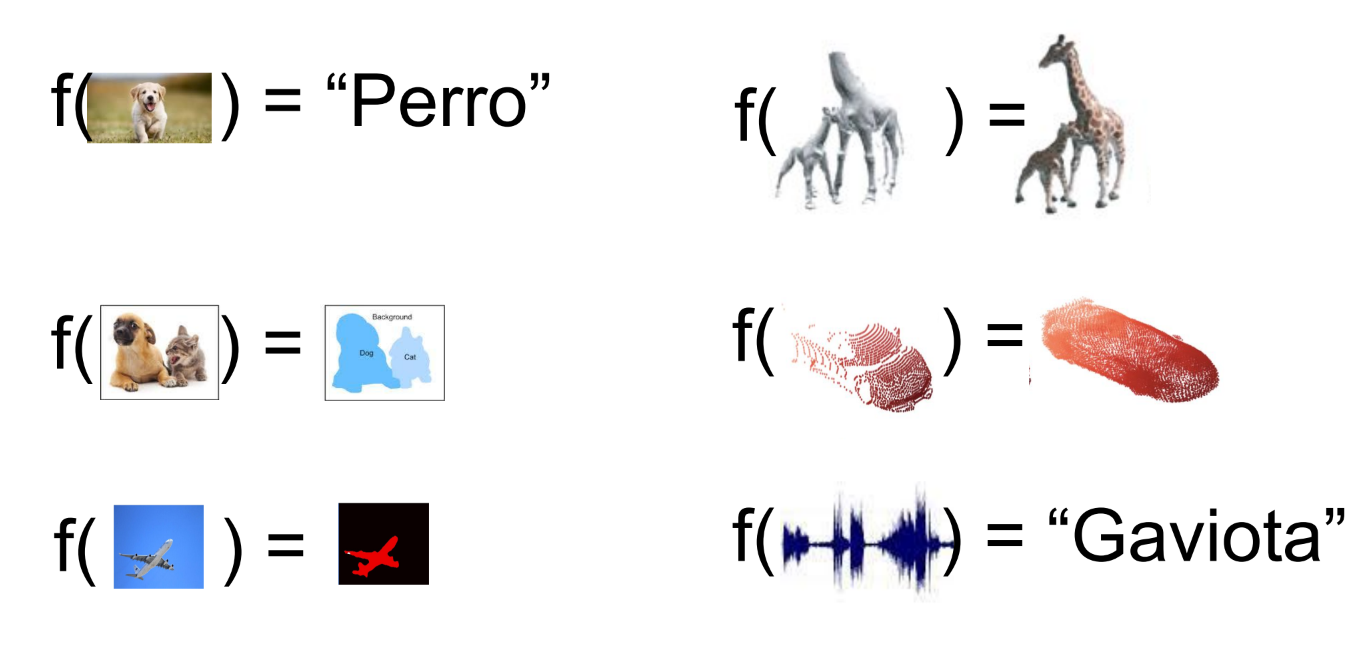 f( ) = “Perro”
f( ) =
f( ) =
Background
Dog
Cat
f( ) =
f( ) =
f( ) = “Gaviota”